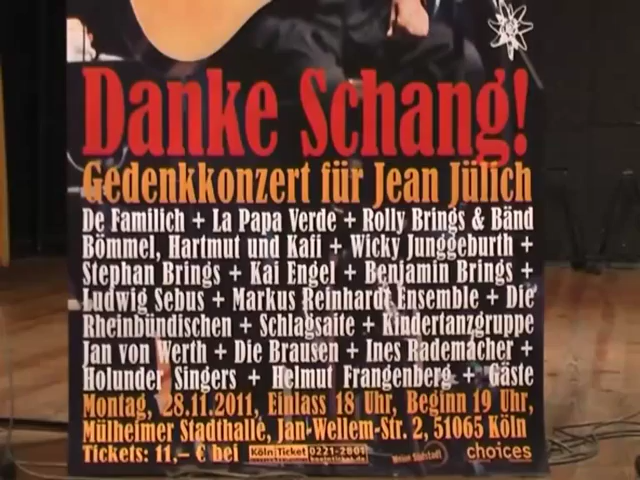 Danke Schang!
Gedenkkonzert für Jean Jülich
De Familich + La Papa Verde + Rolly Brings & Bänd
Bömmel, Hartmut und Kafi + Wicky Junggeburth +
Stephan Brings + Kai Engel + Benjamin Brings +
Ludwig Sebus + Markus Reinhardt Ensemble + Die
Rheinbündischen + Schlagsaite + Kindertanzgruppe
Jan von Werth + Die Brausen + Ines Rademacher +
Holunder Singers + Helmut Frangenberg + Gäste
Montag, 28.11.2011, Einlass 18 Uhr, Beginn 19 Uhr,
Mülheimer Stadthalle, Jan-Wellem-Str. 2, 51065 Köln
Tickets: 11,– € bei KölnTicket 0221-2801 Meine Südstadt choices